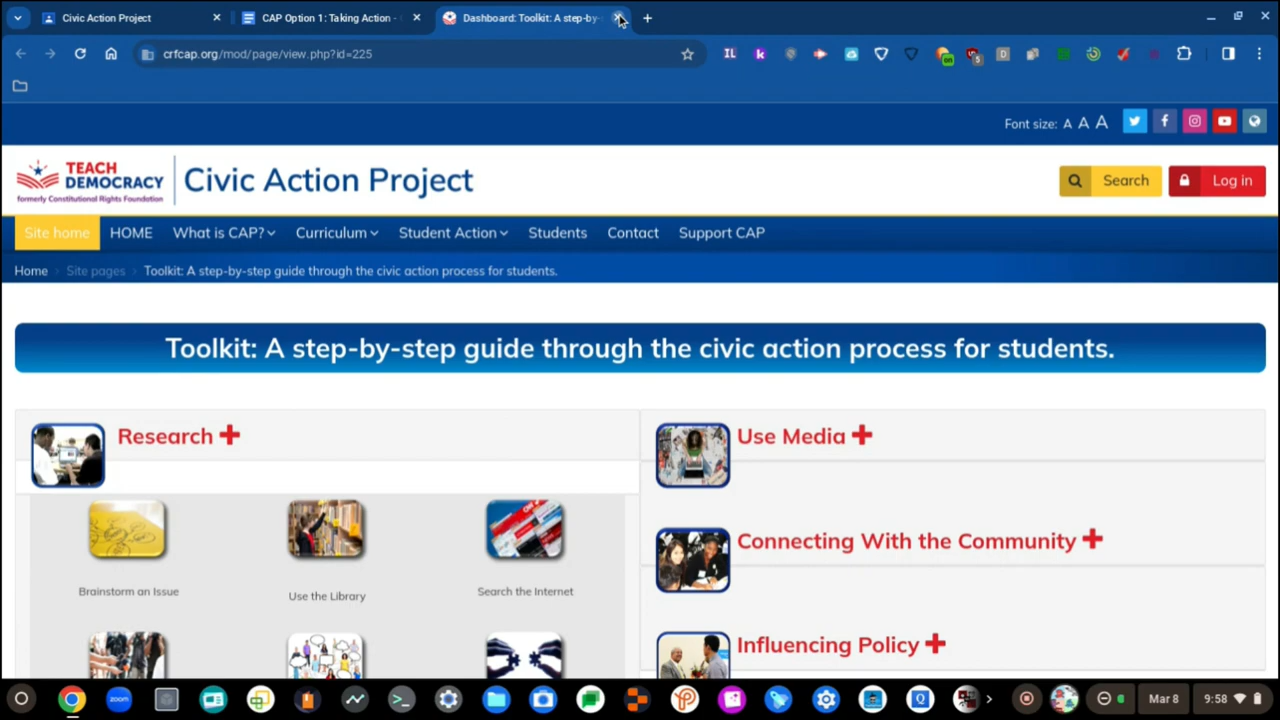 Civic Action Project
CAP Option 1: Taking Action -
Dashboard: Toolkit: A step-by-
crfcap.org/mod/page/view.php?id=225
Font size: A A A
TEACH
DEMOCRACY
formerly Constitutional Rights Foundation
Civic Action Project
Search
Log in
Site home
HOME
What is CAP?
Curriculum
Student Action
Students
Contact
Support CAP
Home
Site pages
Toolkit: A step-by-step guide through the civic action process for students.
Toolkit: A step-by-step guide through the civic action process for students.
Research
Use Media
Connecting With the Community
Brainstorm an Issue
Use the Library
Search the Internet
Influencing Policy
Mar 8
9:58